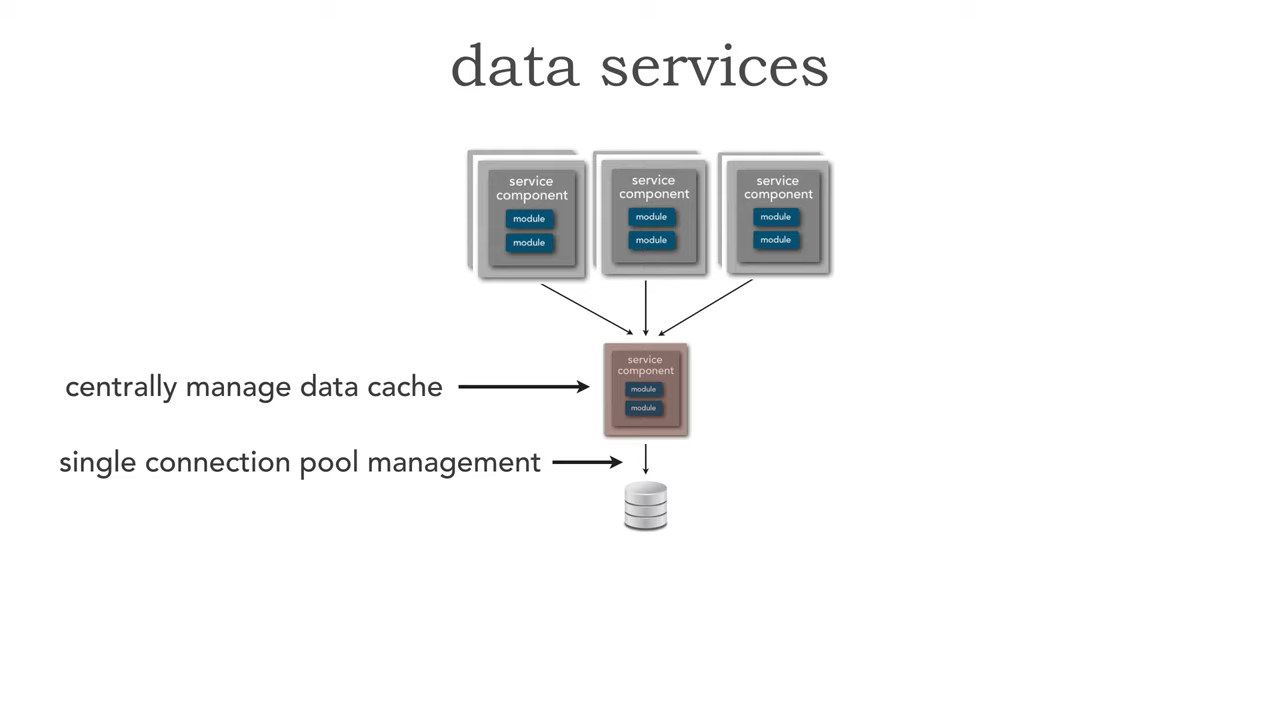 data services
service
component
module
module
service
component
module
module
service
component
module
module
service
component
module
module
centrally manage data cache
single connection pool management